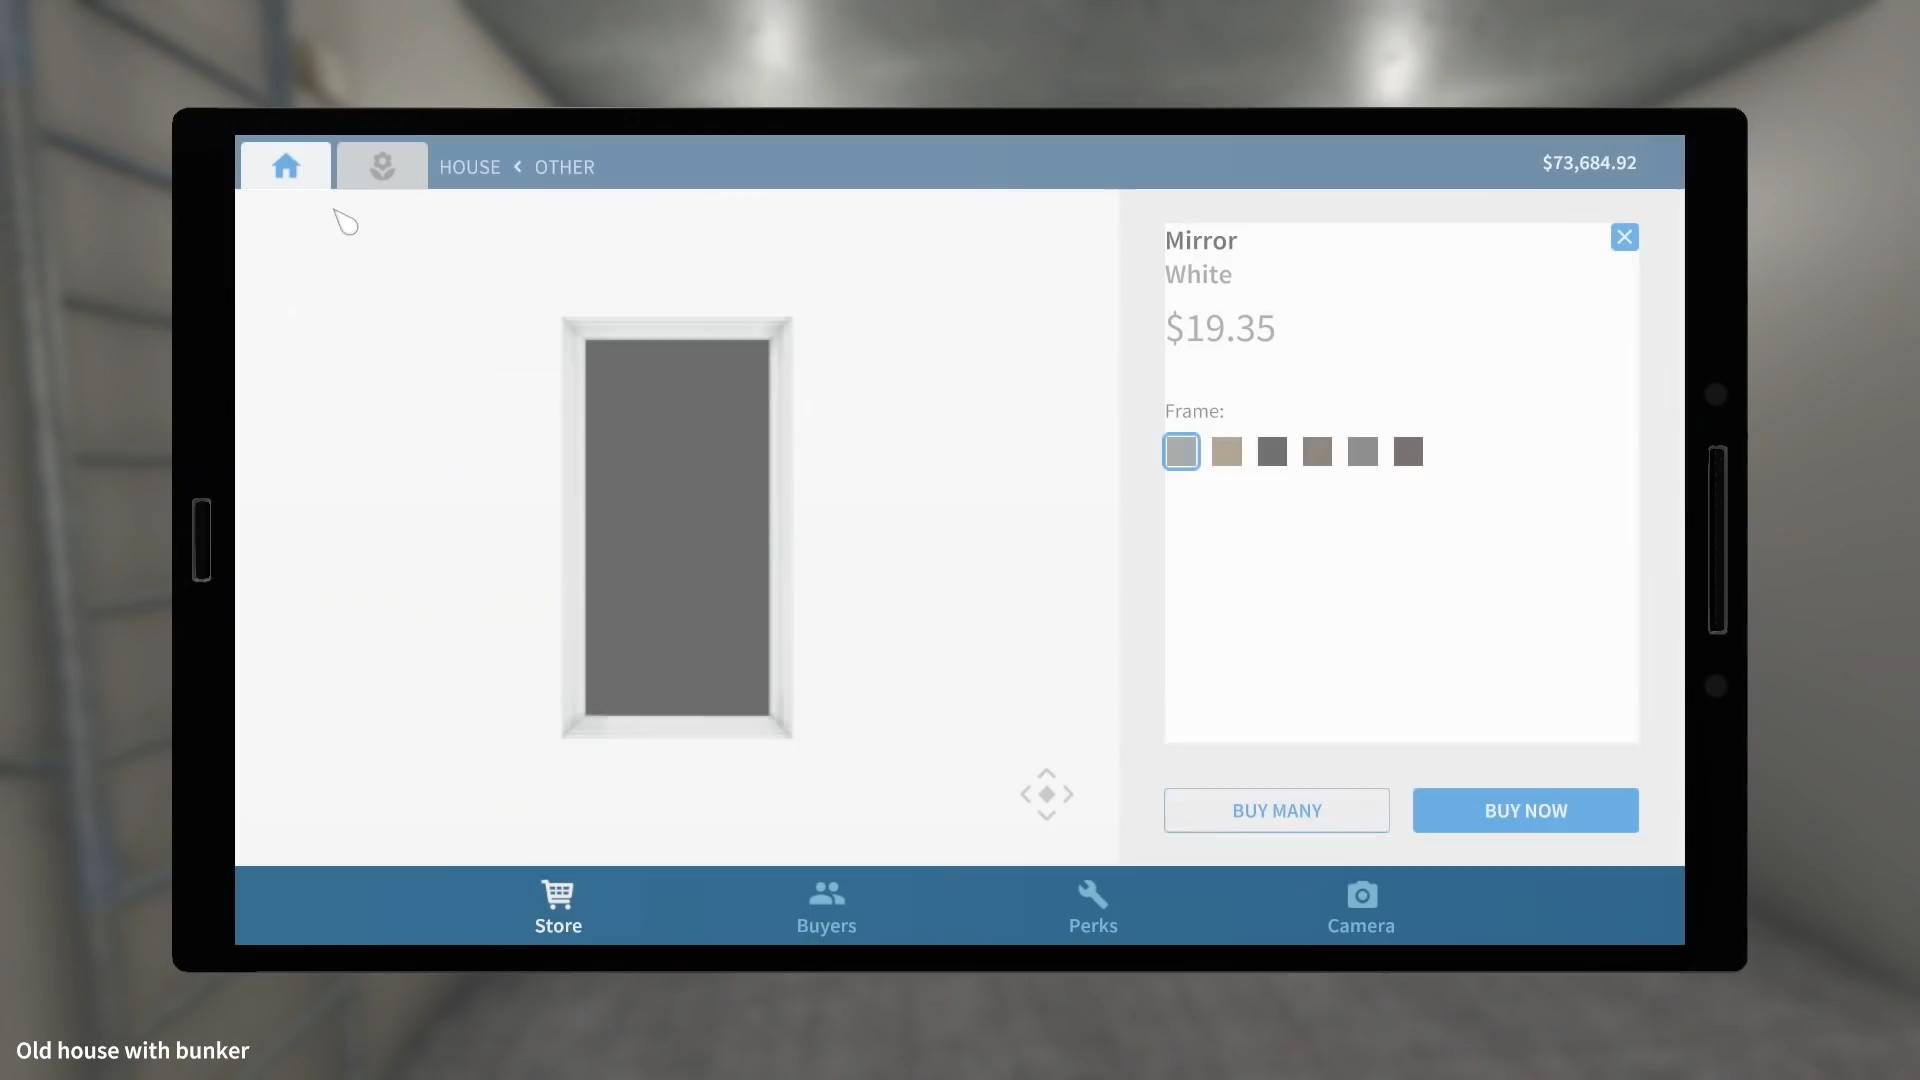 HOUSE < OTHER
$73,684.92
Mirror
White
$19.35
Frame:
BUY MANY
BUY NOW
Store
Buyers
Perks
Camera
Old house with bunker